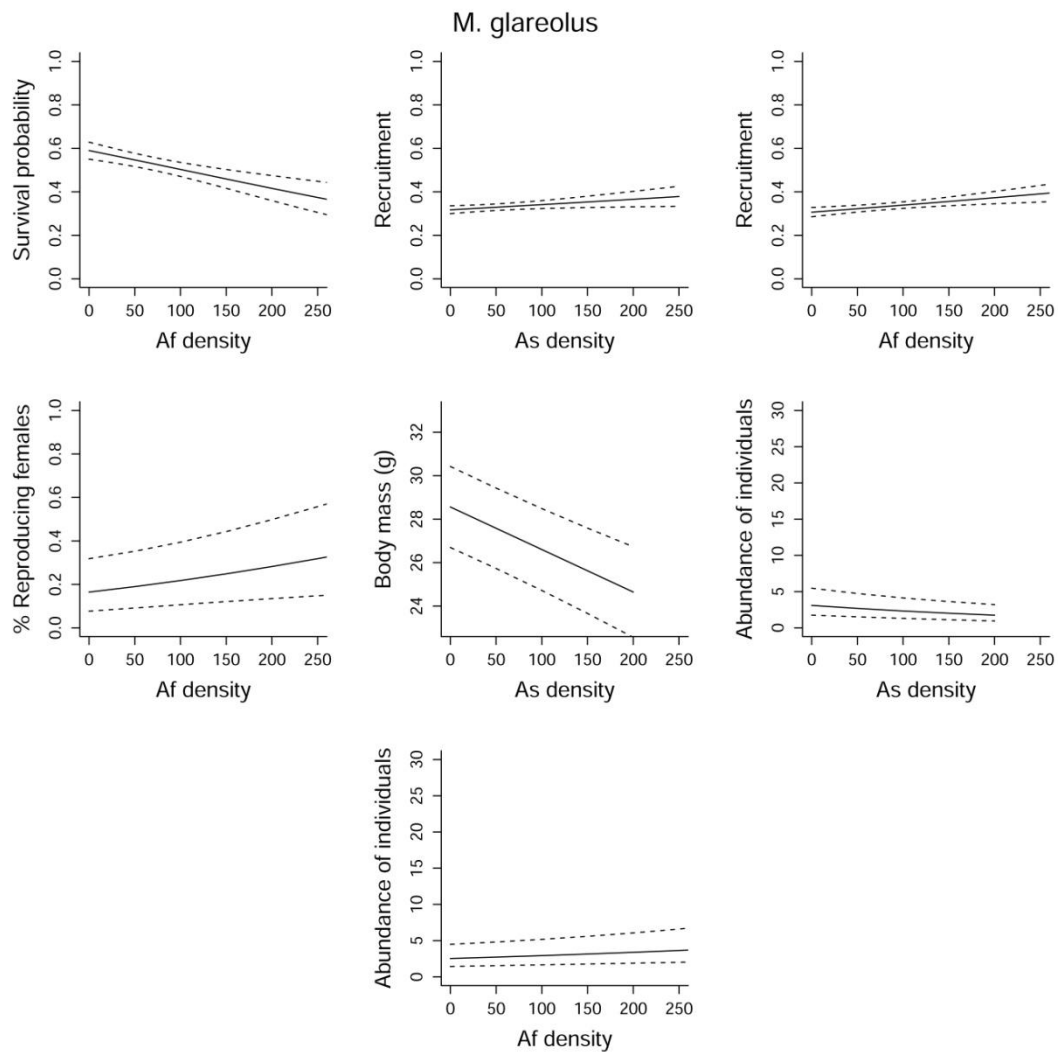 M. glareolus
Survival probability
0.0 0.2 0.4 0.6 0.8 1.0
0 50 100 150 200 250
Af density
Recruitment
0.0 0.2 0.4 0.6 0.8 1.0
0 50 100 150 200 250
As density
Recruitment
0.0 0.2 0.4 0.6 0.8 1.0
0 50 100 150 200 250
Af density
% Reproducing females
0.0 0.2 0.4 0.6 0.8 1.0
0 50 100 150 200 250
Af density
Body mass (g)
24 26 28 30 32
0 50 100 150 200 250
As density
Abundance of individuals
0 5 10 15 20 25 30
0 50 100 150 200 250
As density
Abundance of individuals
0 5 10 15 20 25 30
0 50 100 150 200 250
Af density